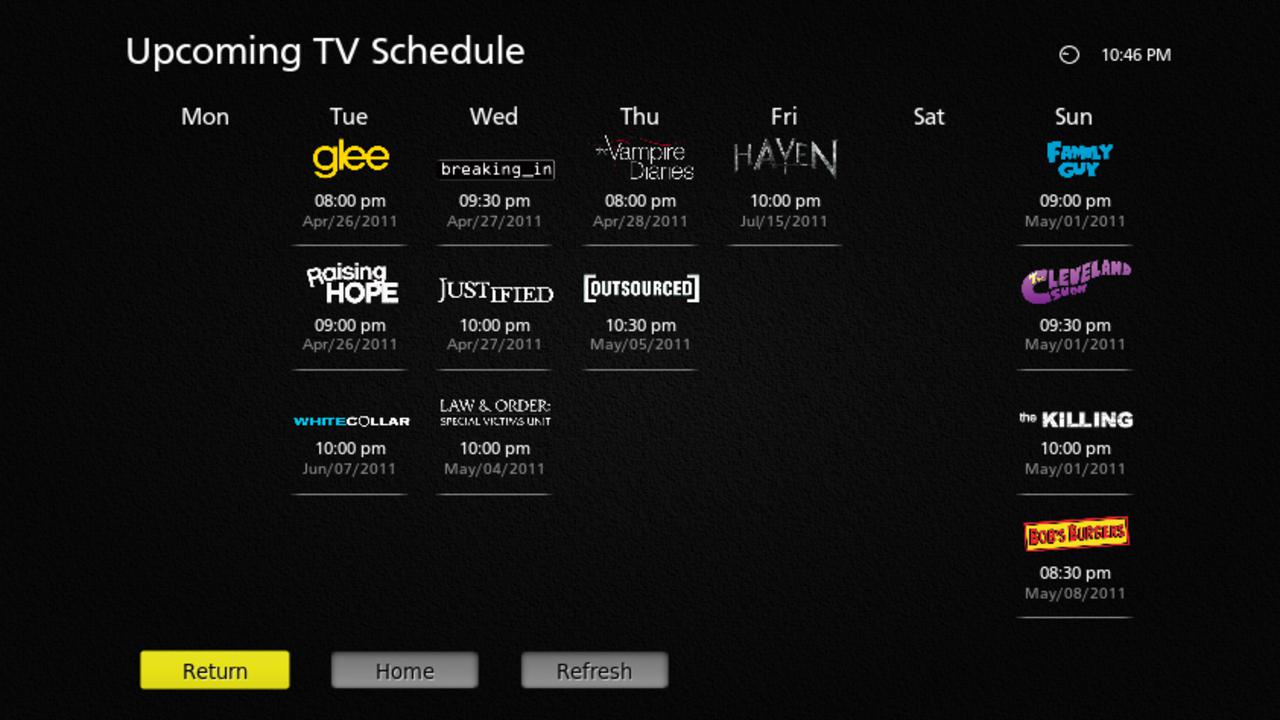 Upcoming TV Schedule
10:46 PM
Mon
Tue
Wed
Thu
Fri
Sat
Sun
glee
08:00 pm
Apr/26/2011
breaking_in
09:30 pm
Apr/27/2011
the Vampire
Diaries
08:00 pm
Apr/28/2011
HAVEN
10:00 pm
Jul/15/2011
FAMILY
GUY
09:00 pm
May/01/2011
Raising
HOPE
09:00 pm
Apr/26/2011
JUSTIFIED
10:00 pm
Apr/27/2011
[OUTSOURCED]
10:30 pm
May/05/2011
The CLEVELAND
SHOW
09:30 pm
May/01/2011
WHITECOLLAR
10:00 pm
Jun/07/2011
LAW & ORDER:
SPECIAL VICTIMS UNIT
10:00 pm
May/04/2011
the KILLING
10:00 pm
May/01/2011
BOB'S BURGERS
08:30 pm
May/08/2011
Return
Home
Refresh